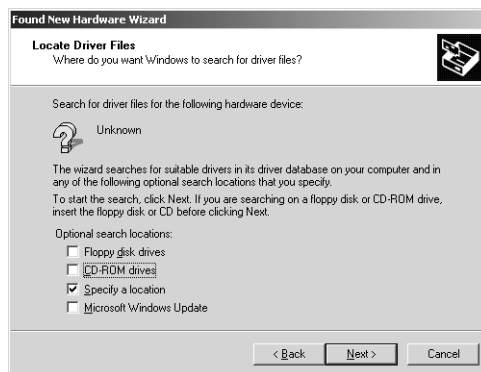 Found New Hardware Wizard
Locate Driver Files
Where do you want Windows to search for driver files?
Search for driver files for the following hardware device:
Unknown
The wizard searches for suitable drivers in its driver database on your computer and in
any of the following optional search locations that you specify.
To start the search, click Next. If you are searching on a floppy disk or CD-ROM drive,
insert the floppy disk or CD before clicking Next.
Optional search locations:
Floppy disk drives
CD-ROM drives
Specify a location
Microsoft Windows Update
< Back Next > Cancel